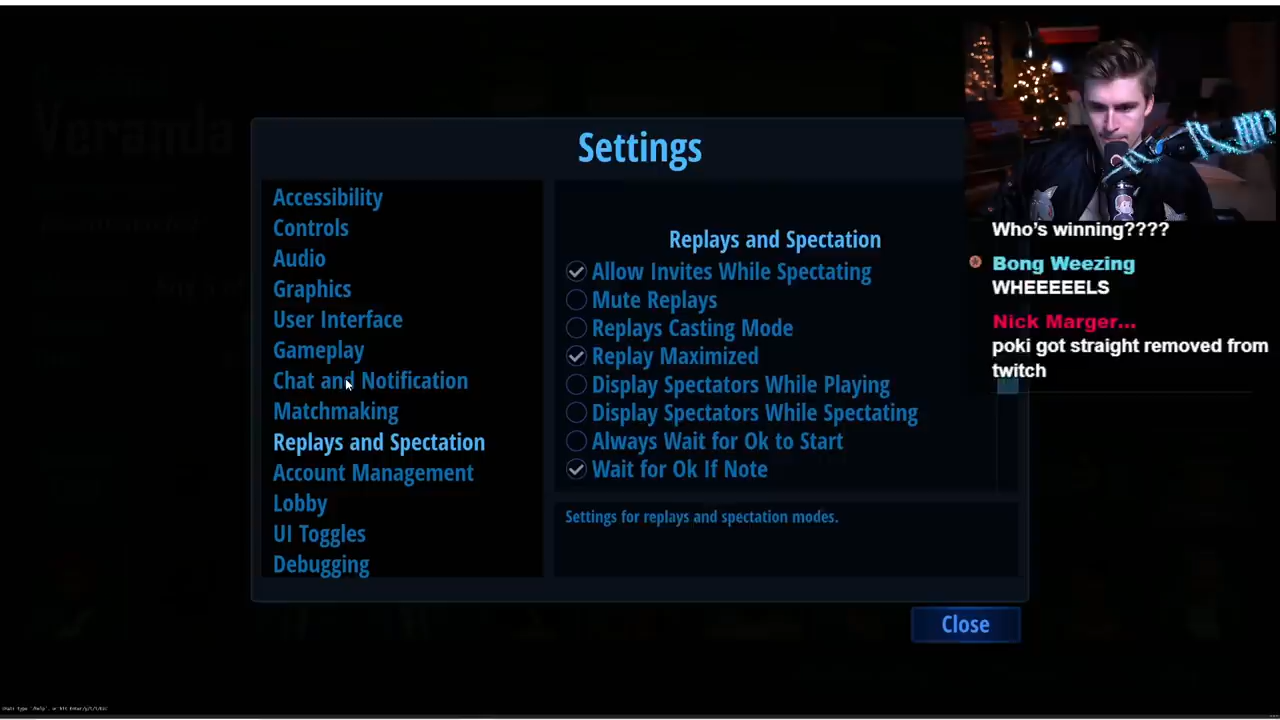 Veranda
Settings
Accessibility
Controls
Audio
Graphics
User Interface
Gameplay
Chat and Notification
Matchmaking
Replays and Spectation
Account Management
Lobby
UI Toggles
Debugging
Replays and Spectation
Allow Invites While Spectating
Mute Replays
Replays Casting Mode
Replay Maximized
Display Spectators While Playing
Display Spectators While Spectating
Always Wait for Ok to Start
Wait for Ok If Note
Settings for replays and spectation modes.
Close
Who's winning????
Bong Weezing
WHEEEEELS
Nick Marger...
poki got straight removed from
twitch